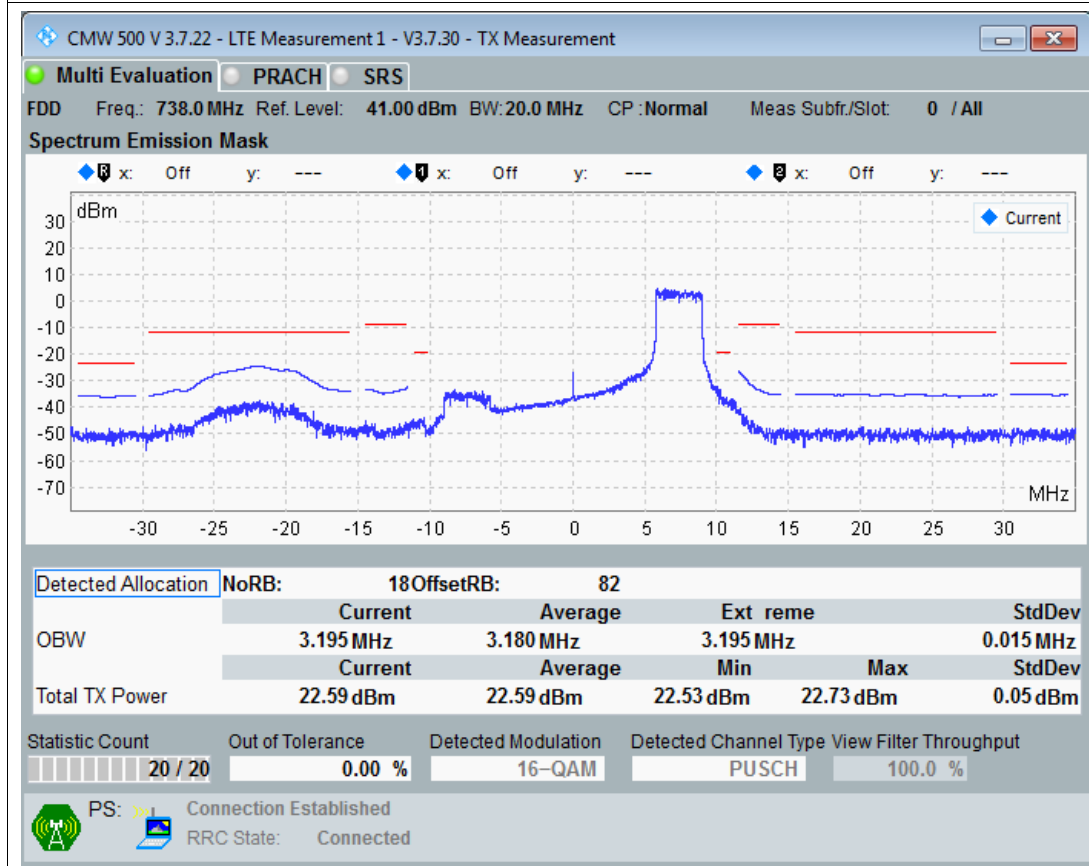 CMW 500 V 3.7.22 - LTE Measurement 1 - V3.7.30 - TX Measurement
Multi Evaluation PRACH SRS
FDD Freq.: 738.0 MHz Ref. Level: 41.00 dBm BW: 20.0 MHz CP : Normal Meas Subfr./Slot: 0 / All
Spectrum Emission Mask
R x: Off y: --- 1 x: Off y: --- 2 x: Off y: ---
dBm
Current
30
20
10
0
-10
-20
-30
-40
-50
-60
-70
MHz
-30 -25 -20 -15 -10 -5 0 5 10 15 20 25 30
Detected Allocation NoRB: 18 OffsetRB: 82
Current Average Ext reme StdDev
OBW 3.195 MHz 3.180 MHz 3.195 MHz 0.015 MHz
Current Average Min Max StdDev
Total TX Power 22.59 dBm 22.59 dBm 22.53 dBm 22.73 dBm 0.05 dBm
Statistic Count Out of Tolerance Detected Modulation Detected Channel Type View Filter Throughput
20 / 20 0.00 % 16-QAM PUSCH 100.0 %
PS: Connection Established
RRC State: Connected